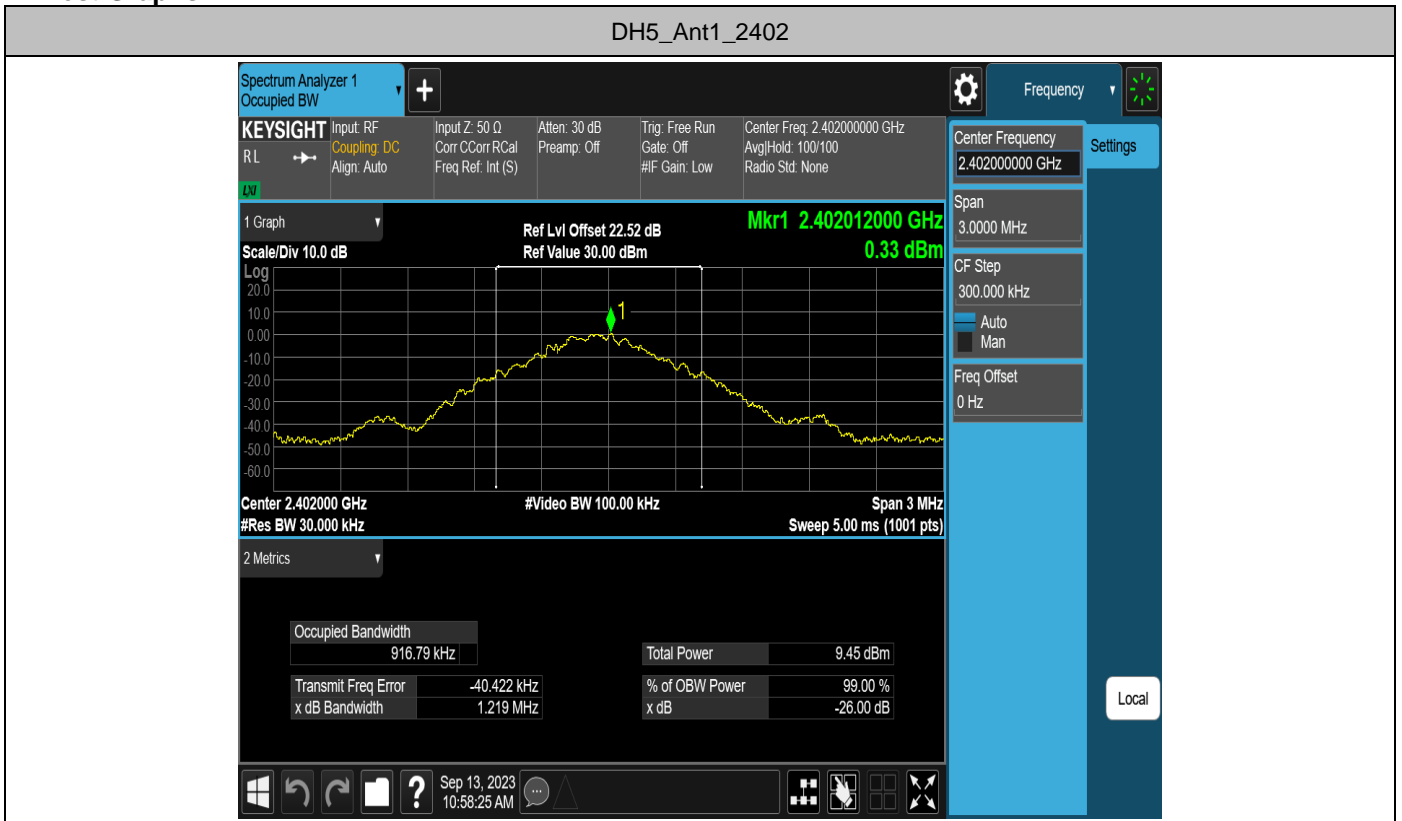 DH5_Ant1_2402
Spectrum Analyzer 1
Occupied BW
+
Frequency
KEYSIGHT
RL
LXI
Input: RF
Coupling: DC
Align: Auto
Input Z: 50 Ω
Corr CCorr RCal
Freq Ref: Int (S)
Atten: 30 dB
Preamp: Off
Trig: Free Run
Gate: Off
#IF Gain: Low
Center Freq: 2.402000000 GHz
Avg|Hold: 100/100
Radio Std: None
Center Frequency
2.402000000 GHz
Settings
Span
3.0000 MHz
CF Step
300.000 kHz
Auto
Man
Freq Offset
0 Hz
Local
1 Graph
Scale/Div 10.0 dB
Ref Lvl Offset 22.52 dB
Ref Value 30.00 dBm
Mkr1 2.402012000 GHz
0.33 dBm
Log
20.0
10.0
0.00
-10.0
-20.0
-30.0
-40.0
-50.0
-60.0
1
Center 2.402000 GHz
#Video BW 100.00 kHz
Span 3 MHz
#Res BW 30.000 kHz
Sweep 5.00 ms (1001 pts)
2 Metrics
Occupied Bandwidth
916.79 kHz
Total Power 9.45 dBm
Transmit Freq Error -40.422 kHz
% of OBW Power 99.00 %
x dB Bandwidth 1.219 MHz
x dB -26.00 dB
?
Sep 13, 2023
10:58:25 AM